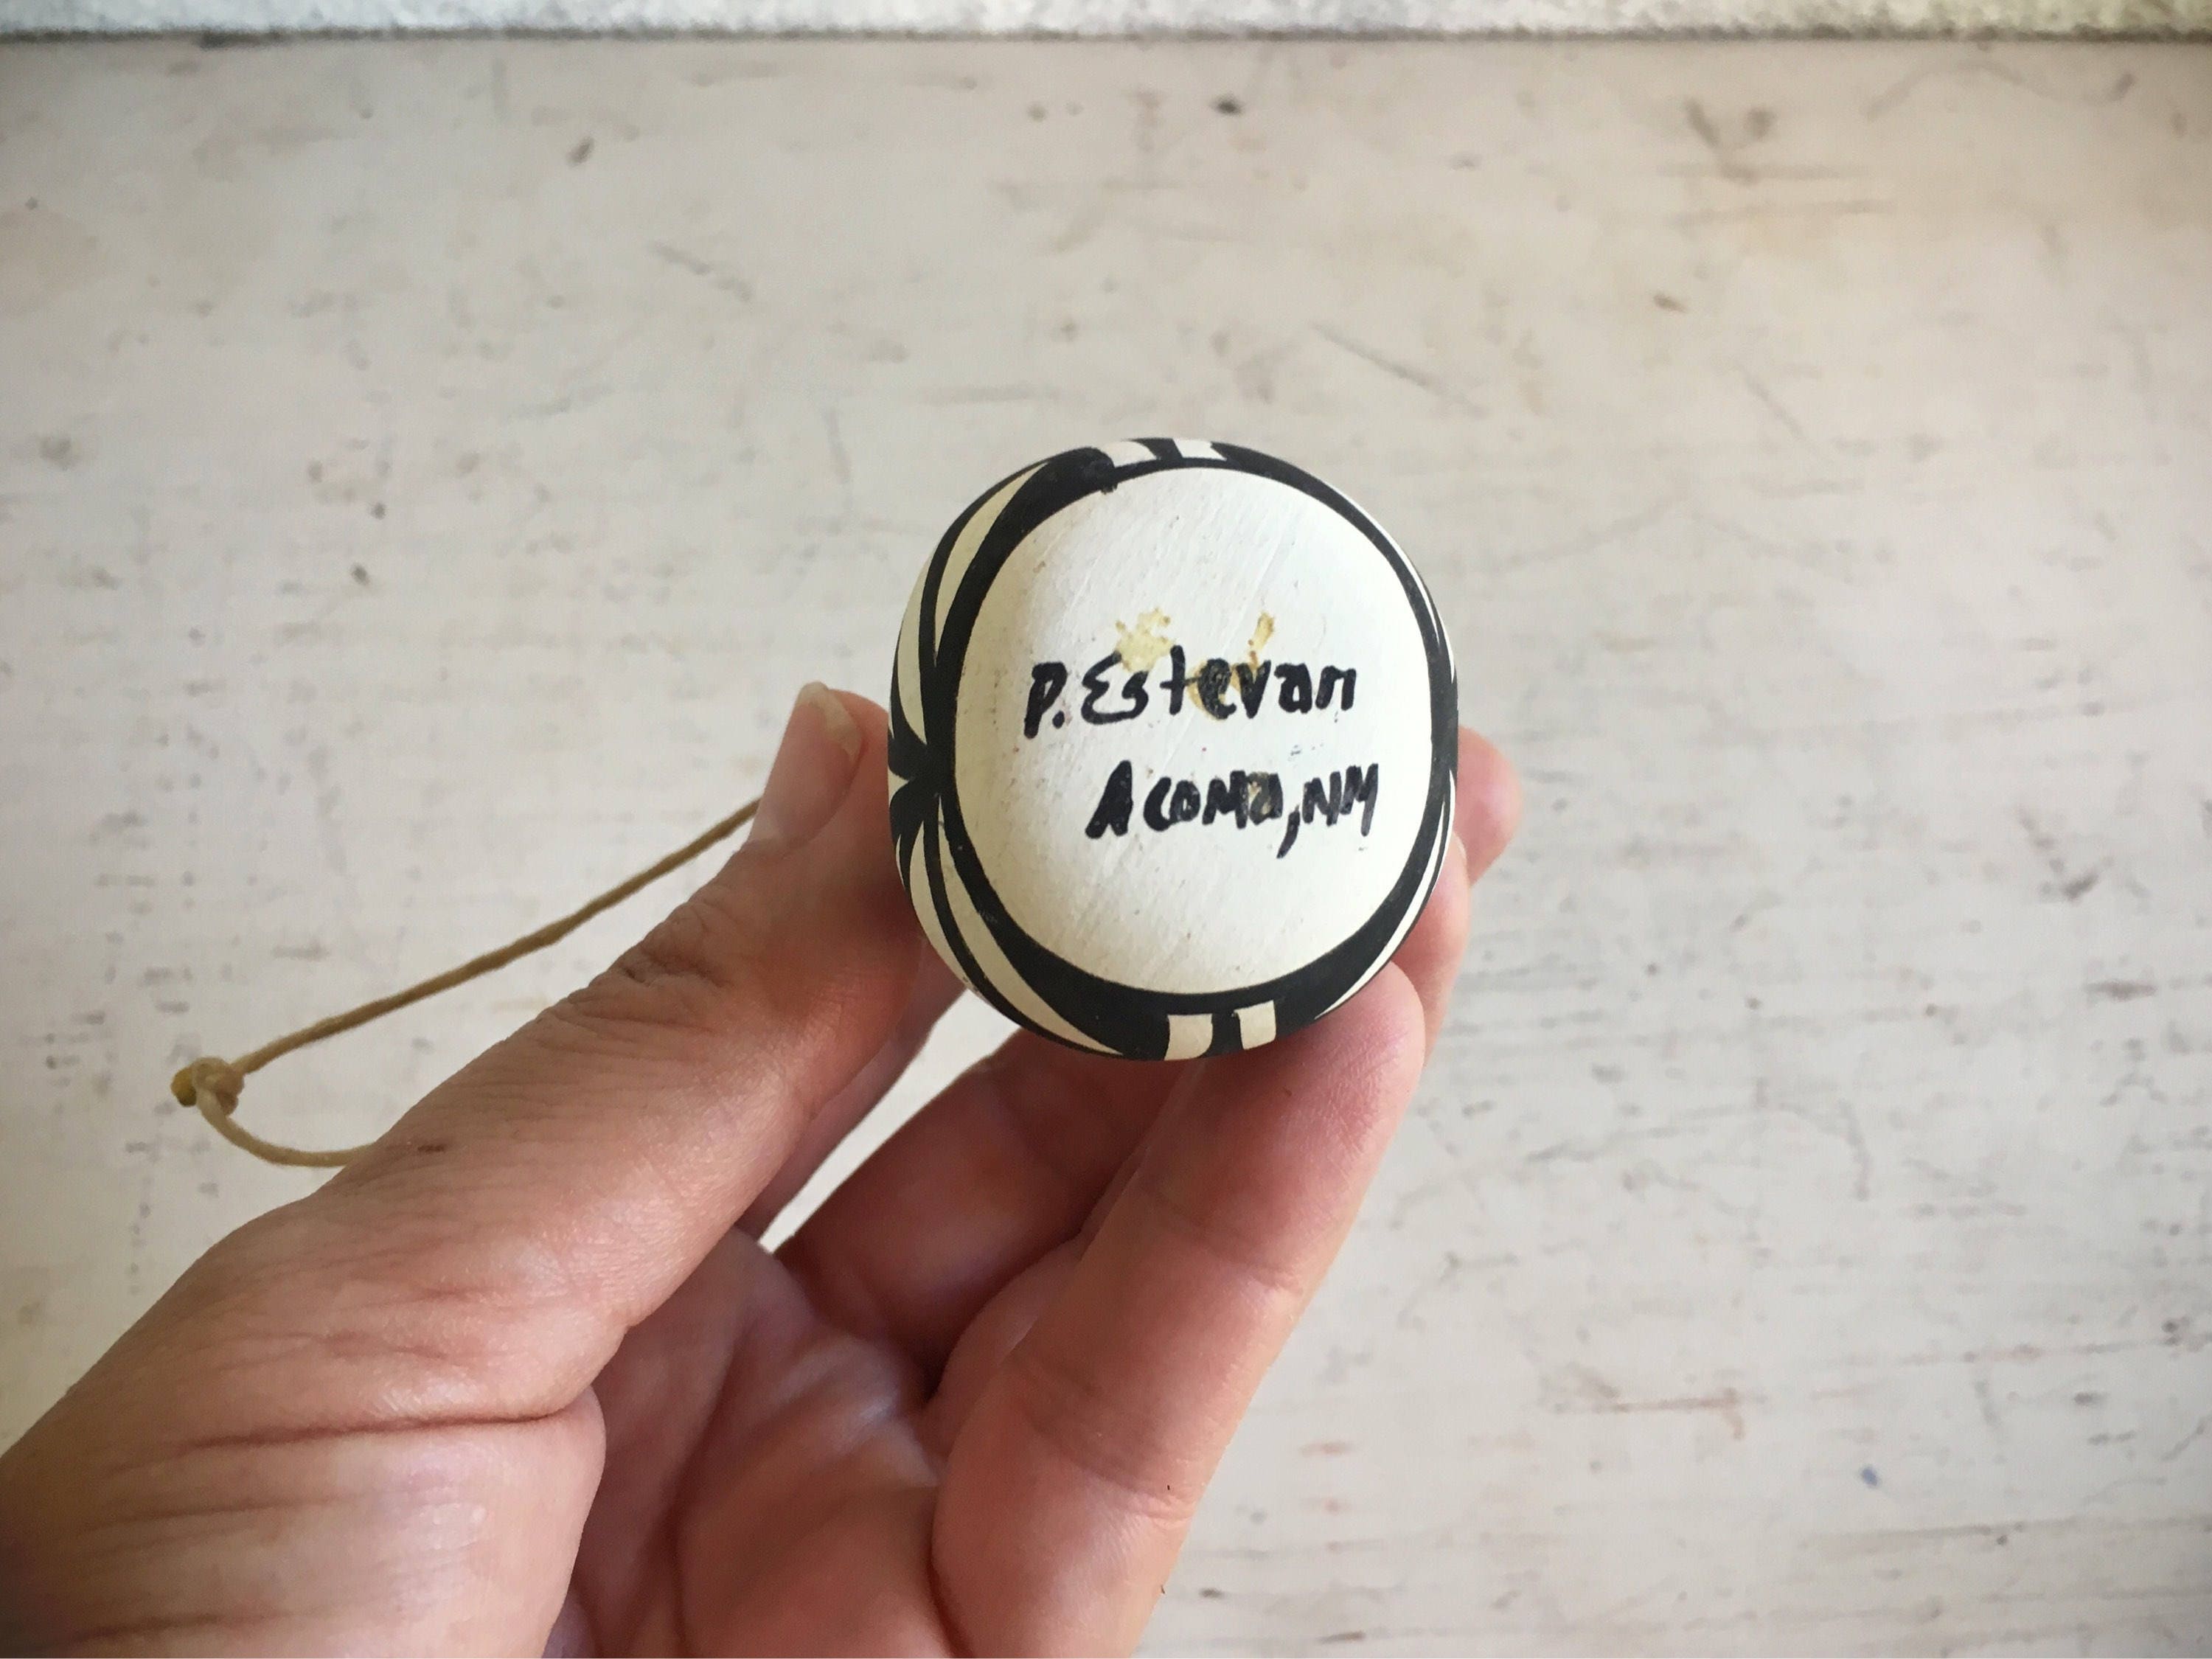 P. Estevan
Acoma, NM